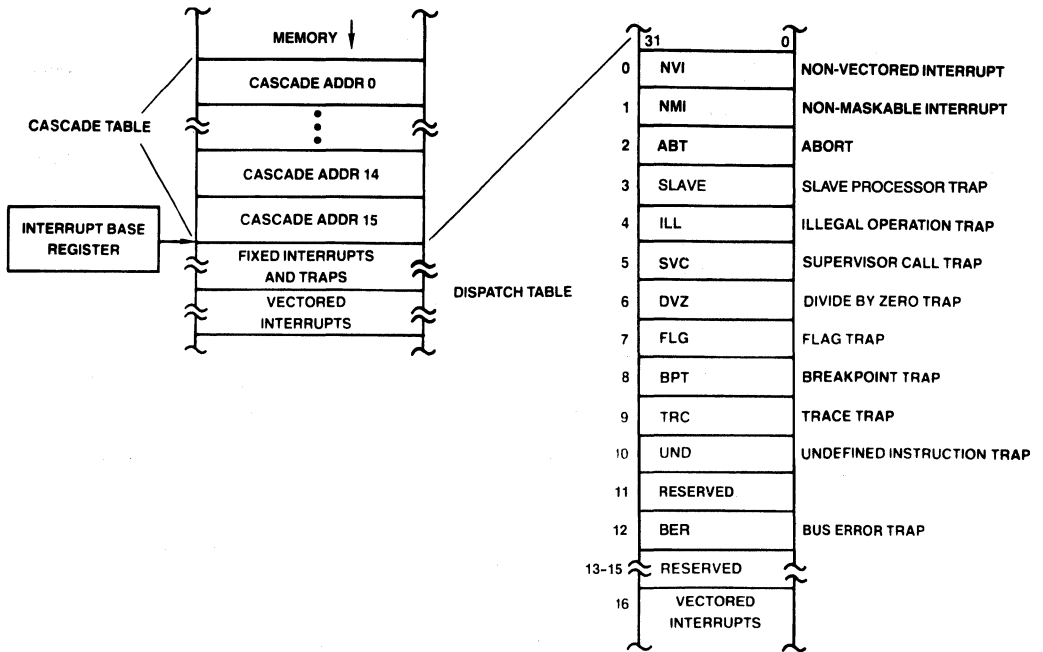 MEMORY
CASCADE ADDR 0
CASCADE TABLE
CASCADE ADDR 14
CASCADE ADDR 15
INTERRUPT BASE
REGISTER
FIXED INTERRUPTS
AND TRAPS
VECTORED
INTERRUPTS
DISPATCH TABLE
31 0
0 NVI NON-VECTORED INTERRUPT
1 NMI NON-MASKABLE INTERRUPT
2 ABT ABORT
3 SLAVE SLAVE PROCESSOR TRAP
4 ILL ILLEGAL OPERATION TRAP
5 SVC SUPERVISOR CALL TRAP
6 DVZ DIVIDE BY ZERO TRAP
7 FLG FLAG TRAP
8 BPT BREAKPOINT TRAP
9 TRC TRACE TRAP
10 UND UNDEFINED INSTRUCTION TRAP
11 RESERVED
12 BER BUS ERROR TRAP
13-15 RESERVED
16 VECTORED
INTERRUPTS